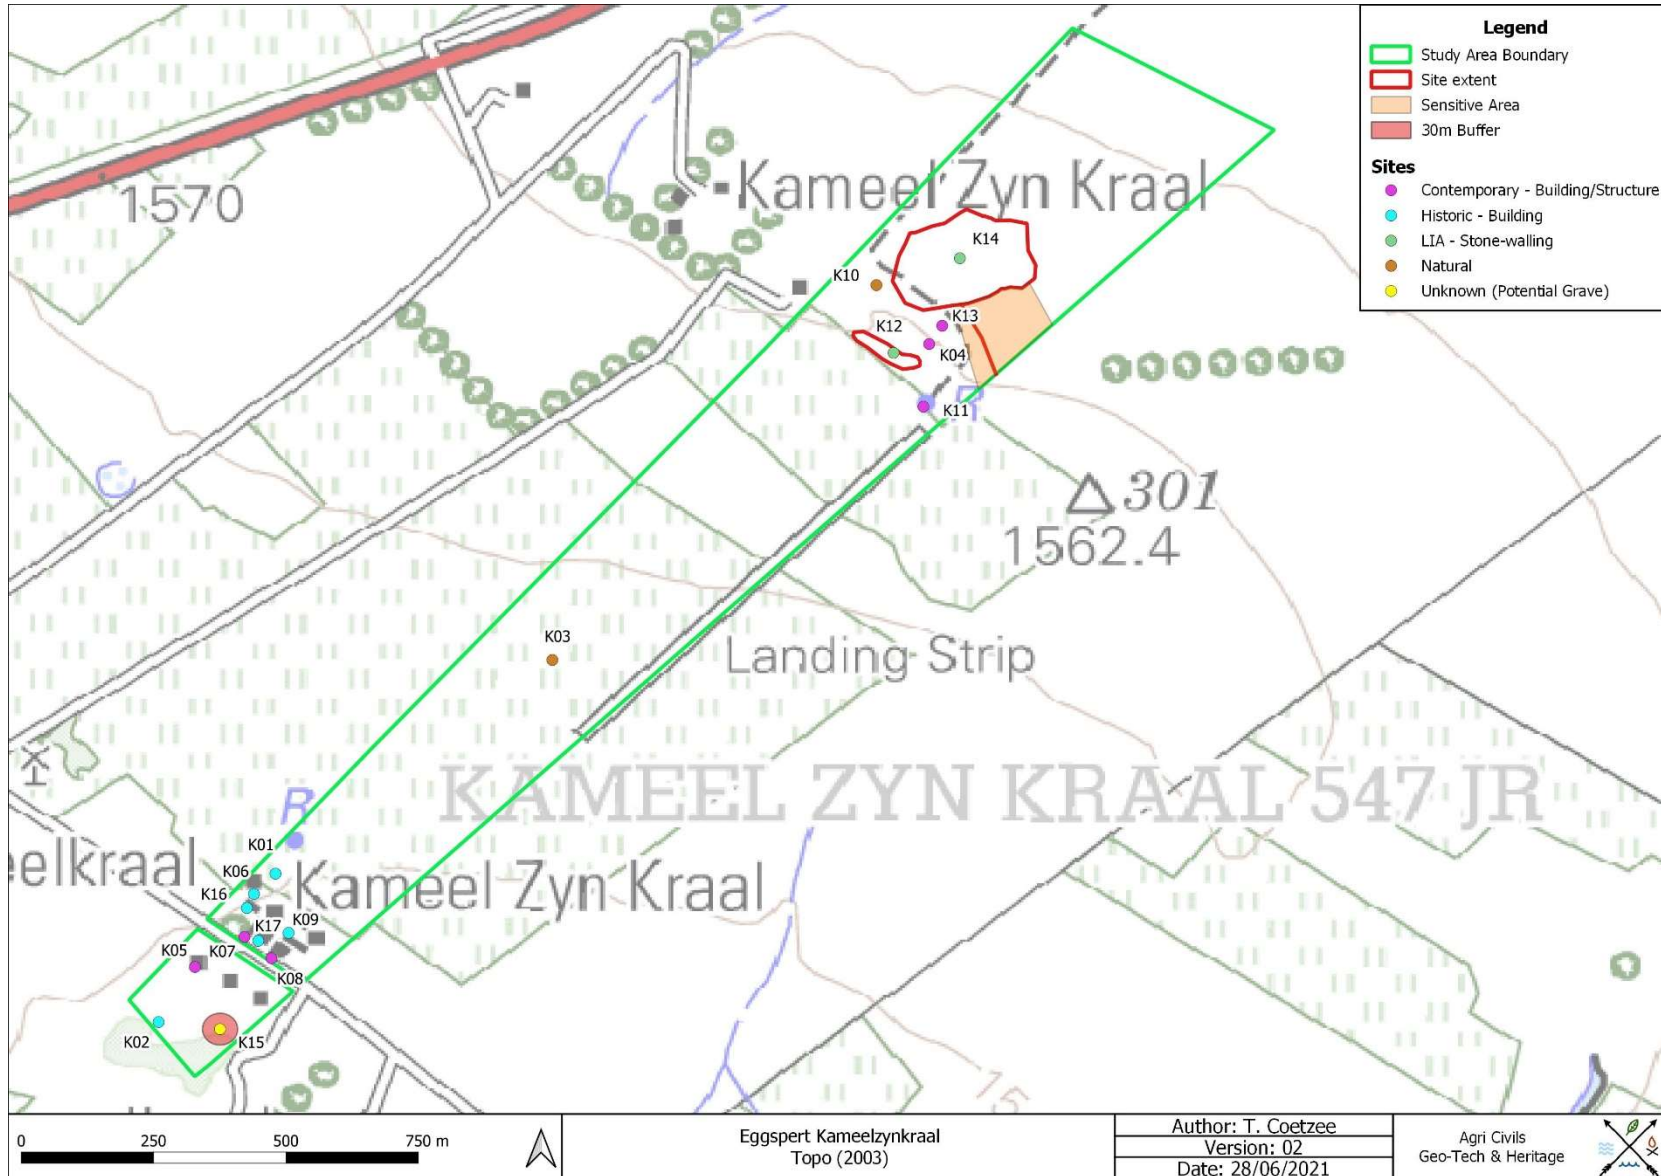 1570
Kameel Zyn Kraal
K14
K10
K13
K12
K04
R
K11
301
1562.4
K03
Landing Strip
KAMEEL ZYN KRAAL 547 JR
R
K01
eelkraal
K06
Kameel Zyn Kraal
K16
K17
K09
K05
K07
K08
K02
K15
15
Legend
Study Area Boundary
Site extent
Sensitive Area
30m Buffer
Sites
Contemporary - Building/Structure
Historic - Building
LIA - Stone-walling
Natural
Unknown (Potential Grave)
0 250 500 750 m
Eggspert Kameelzynkraal
Topo (2003)
Author: T. Coetzee
Version: 02
Date: 28/06/2021
Agri Civils
Geo-Tech & Heritage